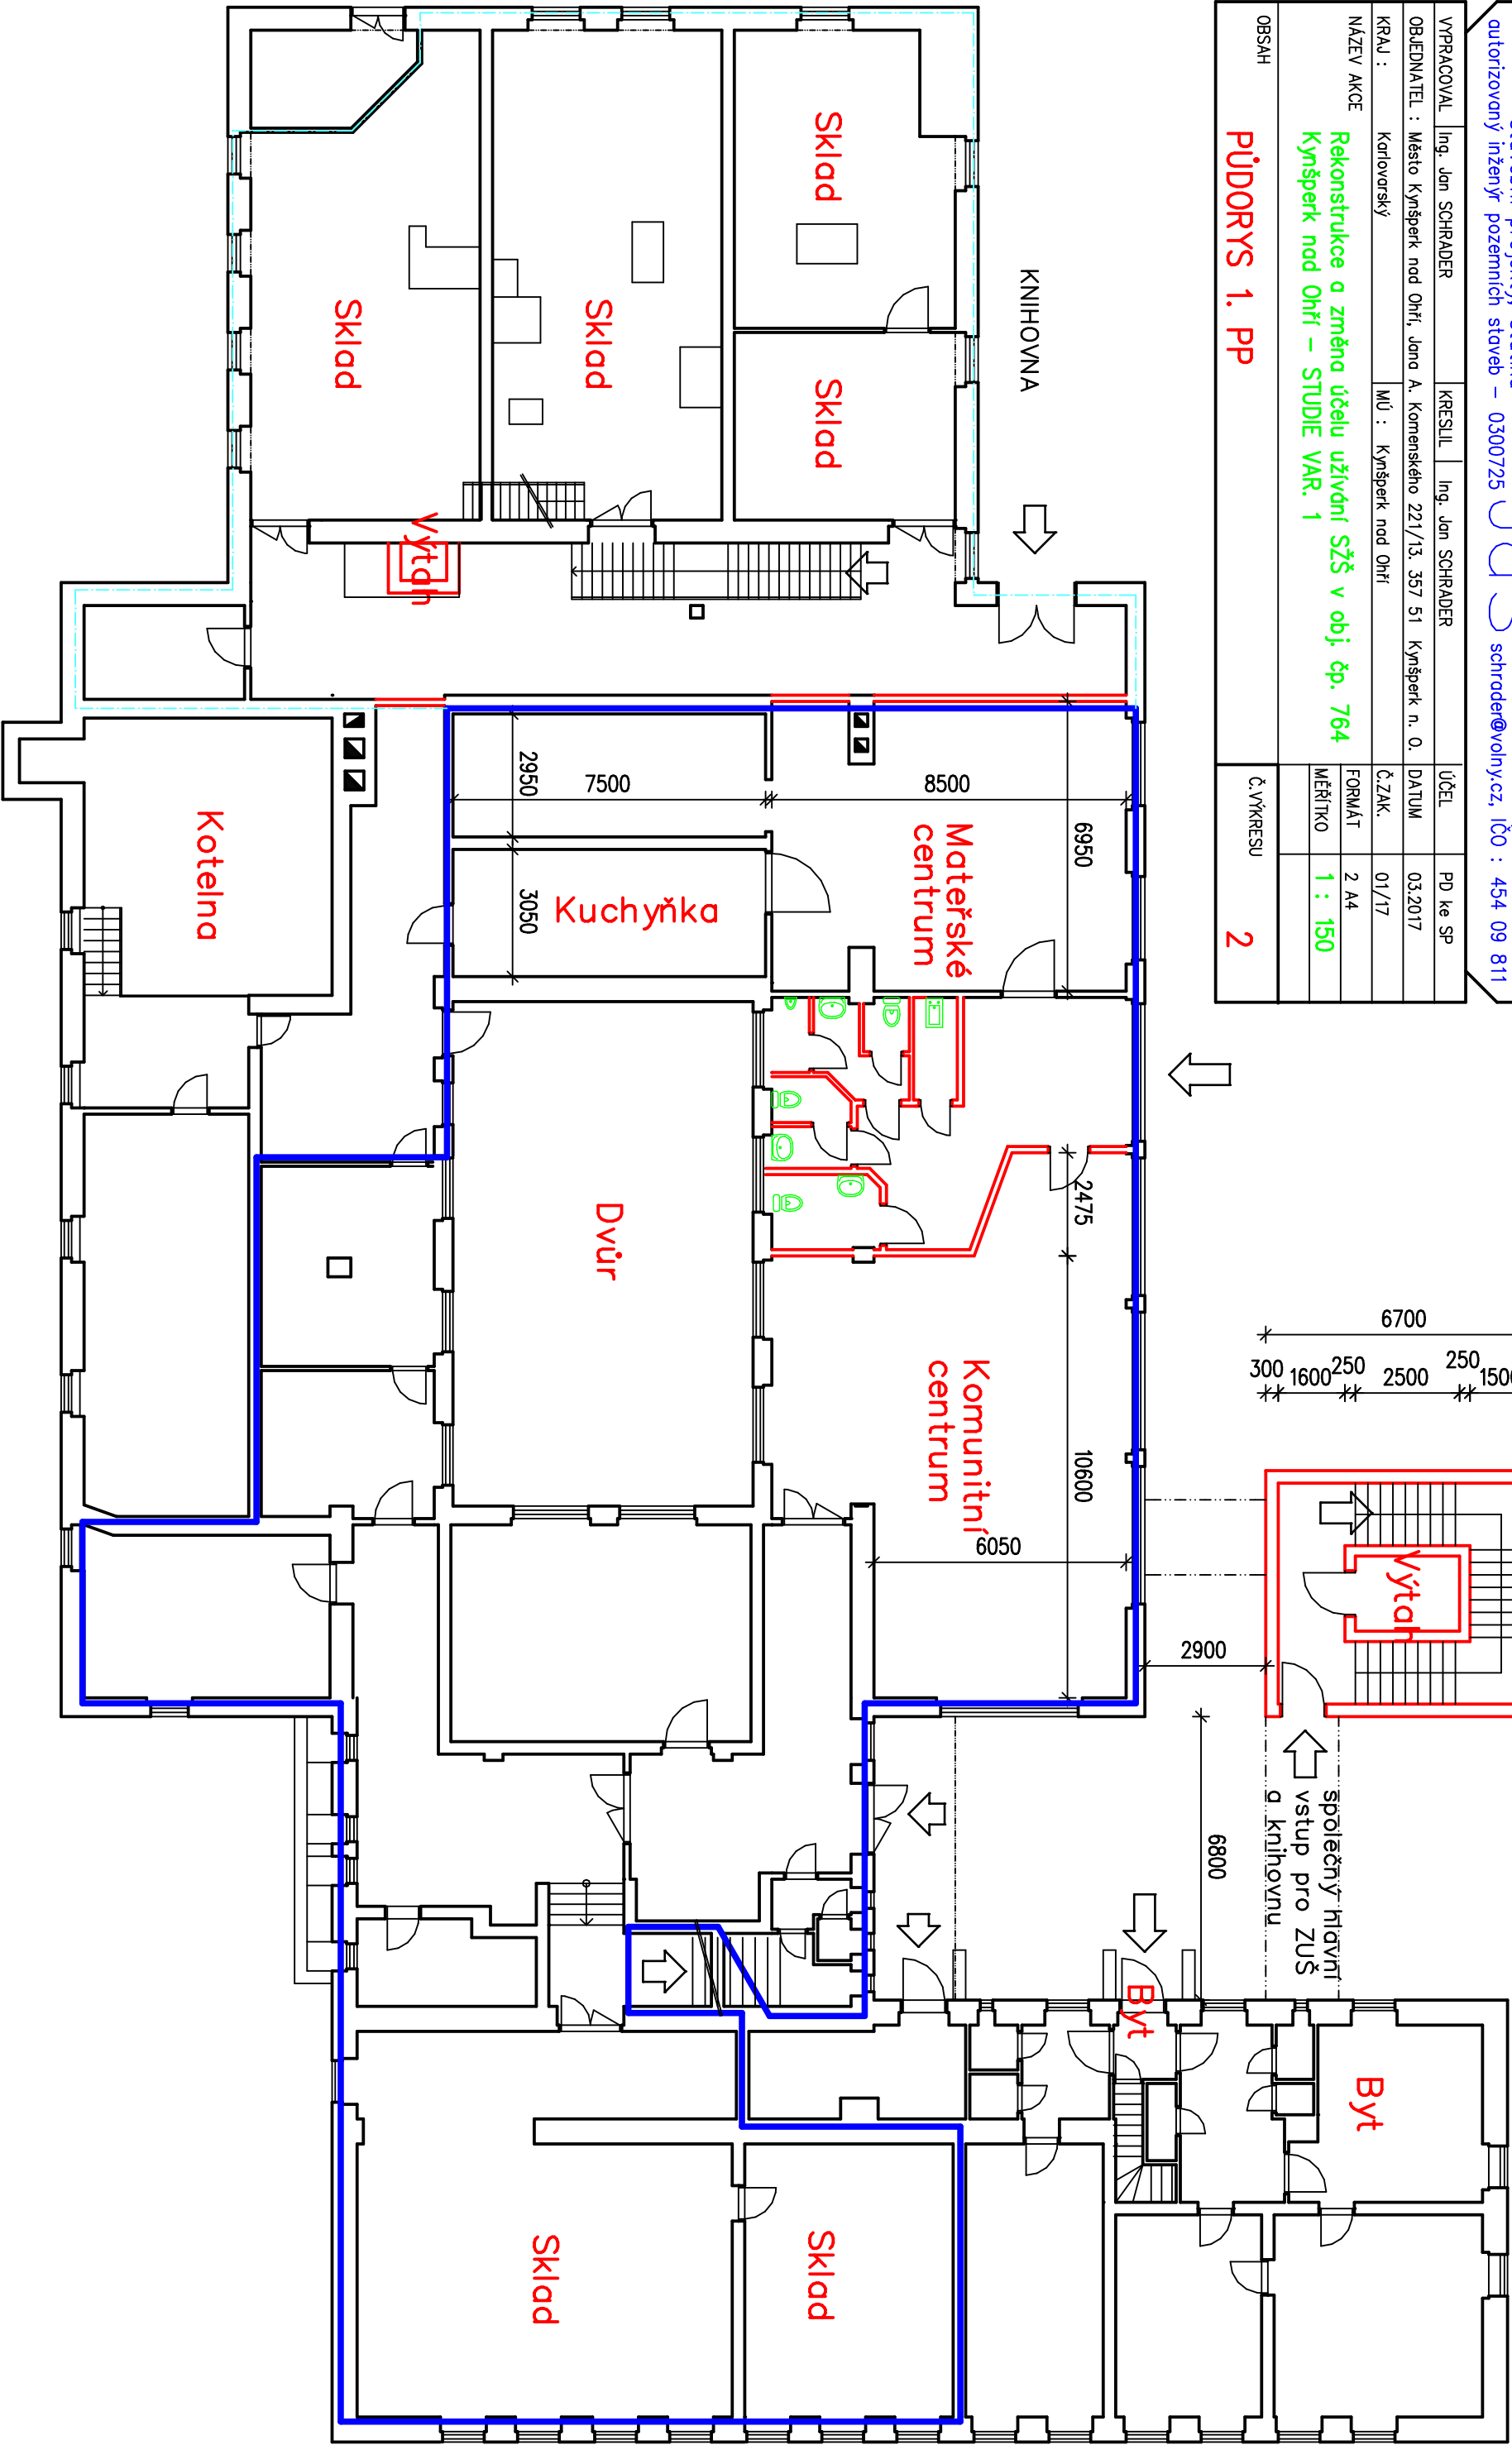 autorizovaný inženýr pozemních staveb – 0300725
schrader@volny.cz, IČO : 454 09 811
VYPRACOVAL Ing. Jan SCHRADER KRESLIL Ing. Jan SCHRADER ÚČEL PD ke SP
OBJEDNATEL : Město Kynšperk nad Ohří, Jana A. Komenského 221/13. 357 51 Kynšperk n. O. DATUM 03.2017
KRAJ : Karlovarský MÚ : Kynšperk nad Ohří Č.ZAK. 01/17
NÁZEV AKCE Rekonstrukce a změna účelu užívání SZŠ v obj. čp. 764 FORMÁT 2 A4
Kynšperk nad Ohří – STUDIE VAR. 1 MĚŘÍTKO 1 : 150
OBSAH PŮDORYS 1. PP Č.VÝKRESU 2
KNIHOVNA
Sklad
Sklad
Sklad
Sklad
Výtah
Mateřské
centrum
Kuchyňka
Kotelna
Dvůr
Komunitní
centrum
Výtah
společný hlavní
vstup pro ZUŠ
a knihovnu
Byt
Byt
Sklad
Sklad
2950
3050
7500
8500
6950
2475
10600
6050
6700
300
1600
250
2500
250
2900
6800